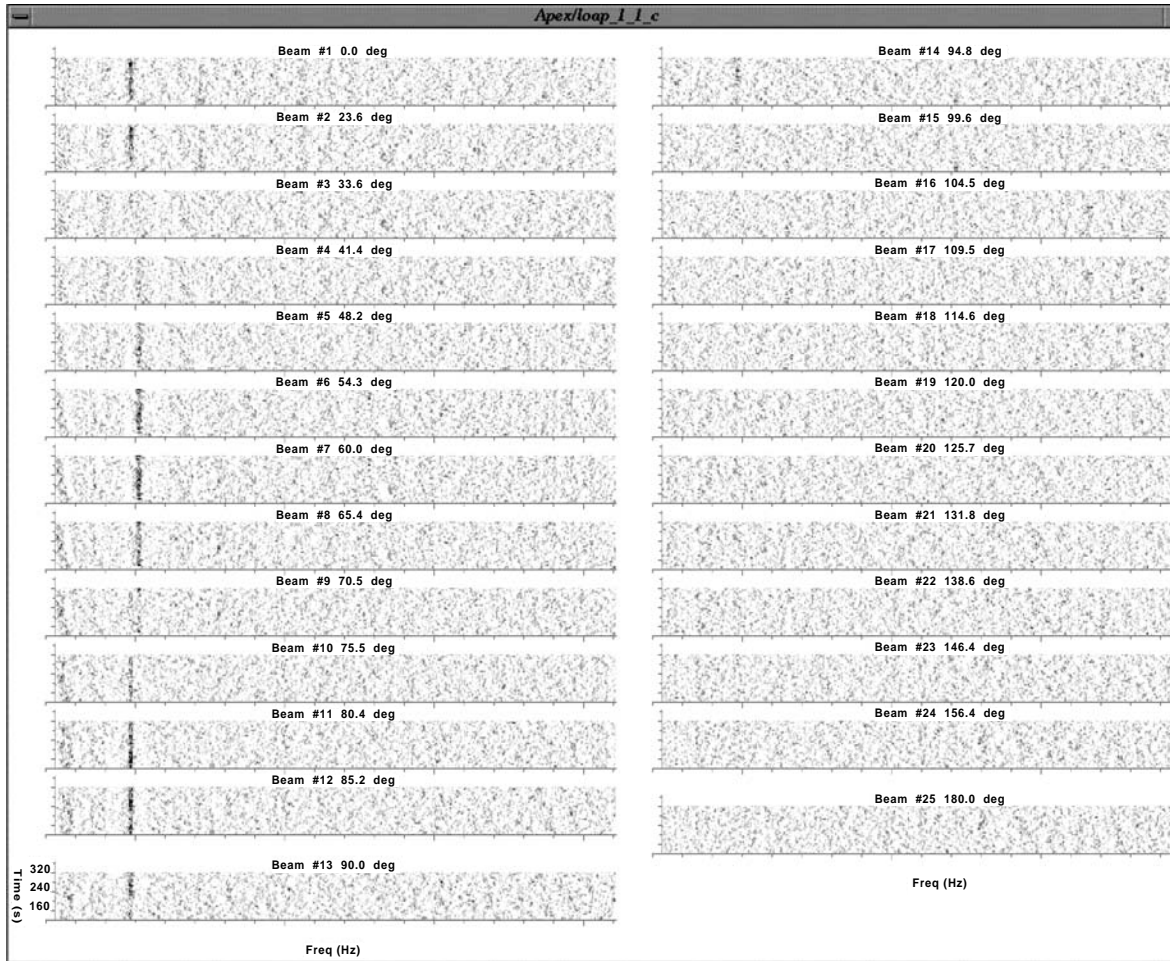 Apex/loap_1_1_c
Beam #1 0.0 deg
Beam #2 23.6 deg
Beam #3 33.6 deg
Beam #4 41.4 deg
Beam #5 48.2 deg
Beam #6 54.3 deg
Beam #7 60.0 deg
Beam #8 65.4 deg
Beam #9 70.5 deg
Beam #10 75.5 deg
Beam #11 80.4 deg
Beam #12 85.2 deg
Beam #13 90.0 deg
320
240
160
Time (s)
Freq (Hz)
Beam #14 94.8 deg
Beam #15 99.6 deg
Beam #16 104.5 deg
Beam #17 109.5 deg
Beam #18 114.6 deg
Beam #19 120.0 deg
Beam #20 125.7 deg
Beam #21 131.8 deg
Beam #22 138.6 deg
Beam #23 146.4 deg
Beam #24 156.4 deg
Beam #25 180.0 deg
Freq (Hz)